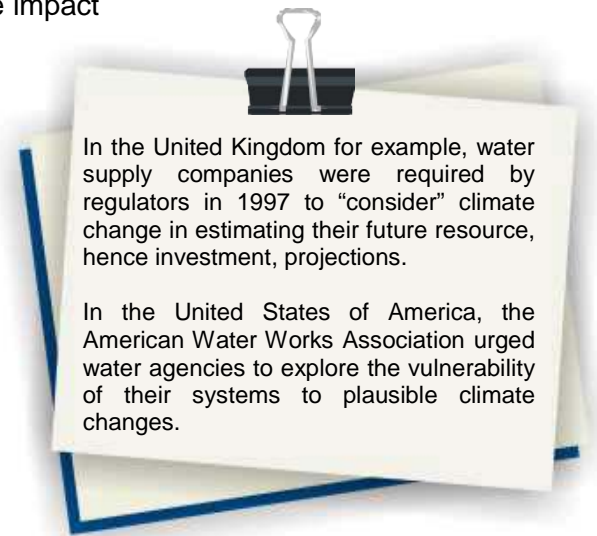 e impact
In the United Kingdom for example, water
supply companies were required by
regulators in 1997 to “consider” climate
change in estimating their future resource,
hence investment, projections.
In the United States of America, the
American Water Works Association urged
water agencies to explore the vulnerability
of their systems to plausible climate
changes.